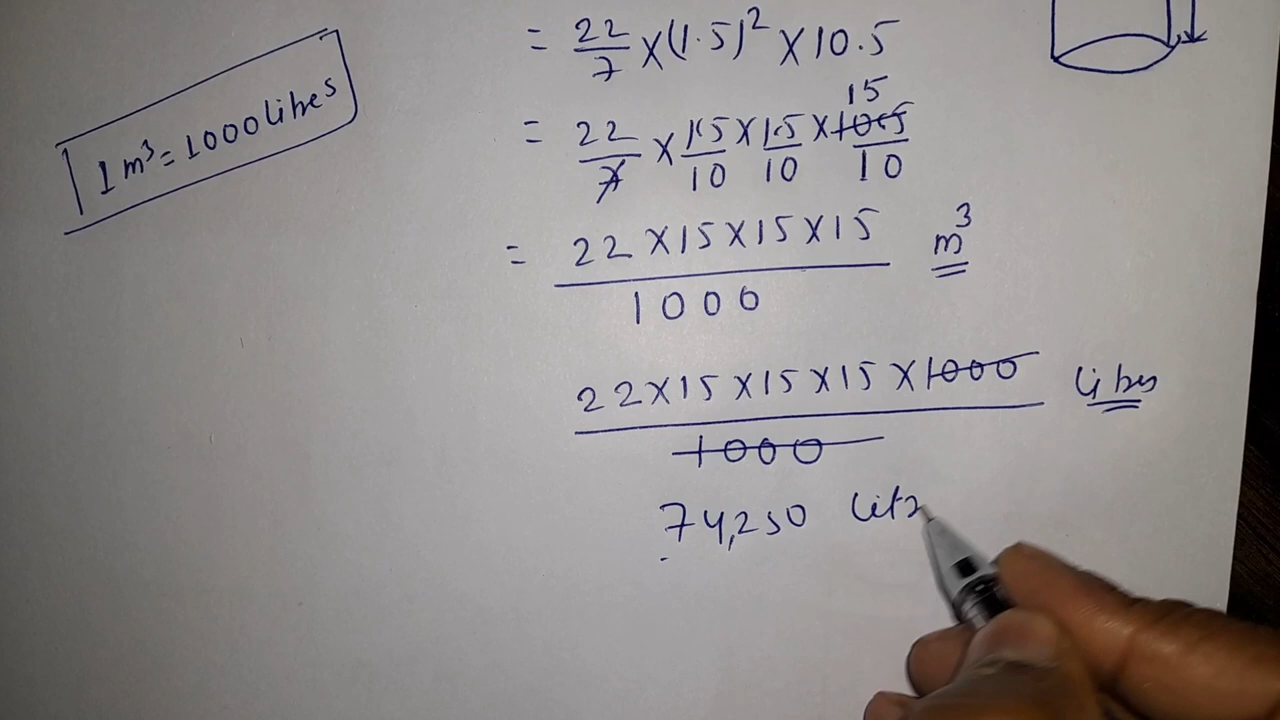 1 m³ = 1000 litres
= 22/7 × (1.5)² × 10.5
15
= 22/7 × 15/10 × 15/10 × 105/10
= 22 × 15 × 15 × 15 / 1000 m³
22 × 15 × 15 × 15 × 1000 / 1000 litres
74,250 lits